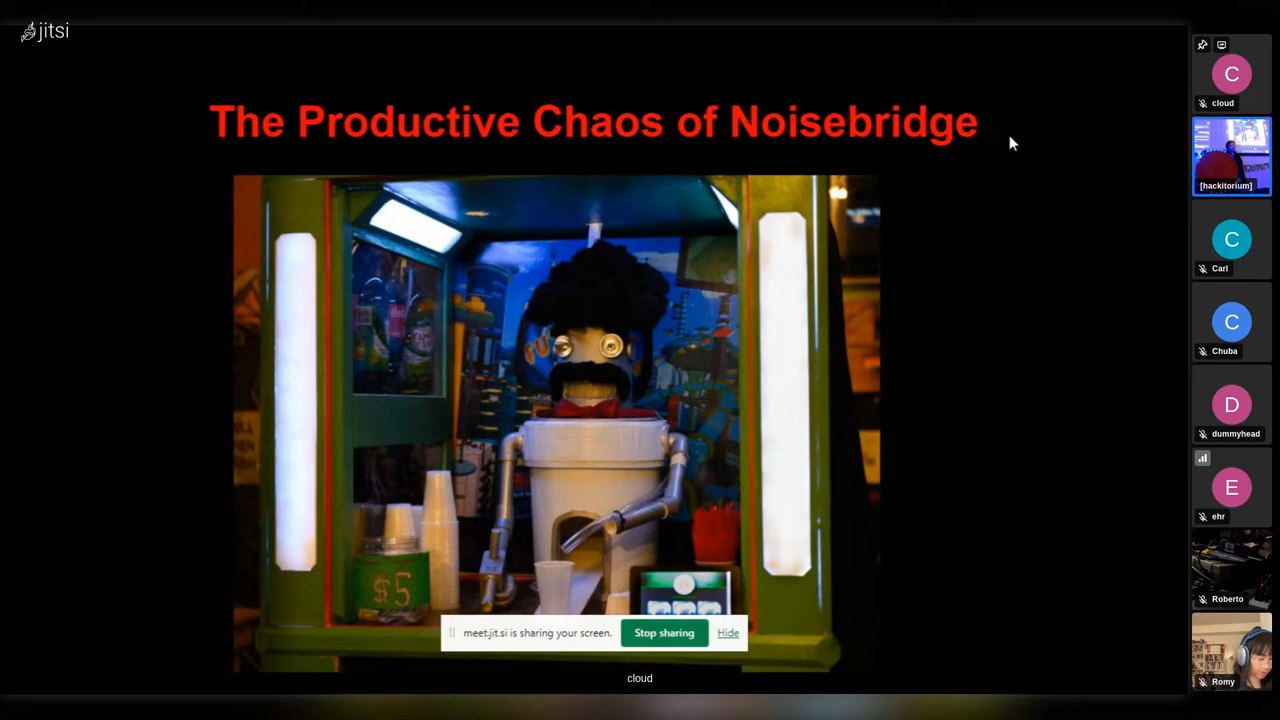 jitsi
The Productive Chaos of Noisebridge
FU
$5
meet.jit.si is sharing your screen.
Stop sharing
Hide
cloud
C
cloud
[hackitorium]
C
Carl
C
Chuba
D
dummyhead
E
ehr
Roberto
Romy